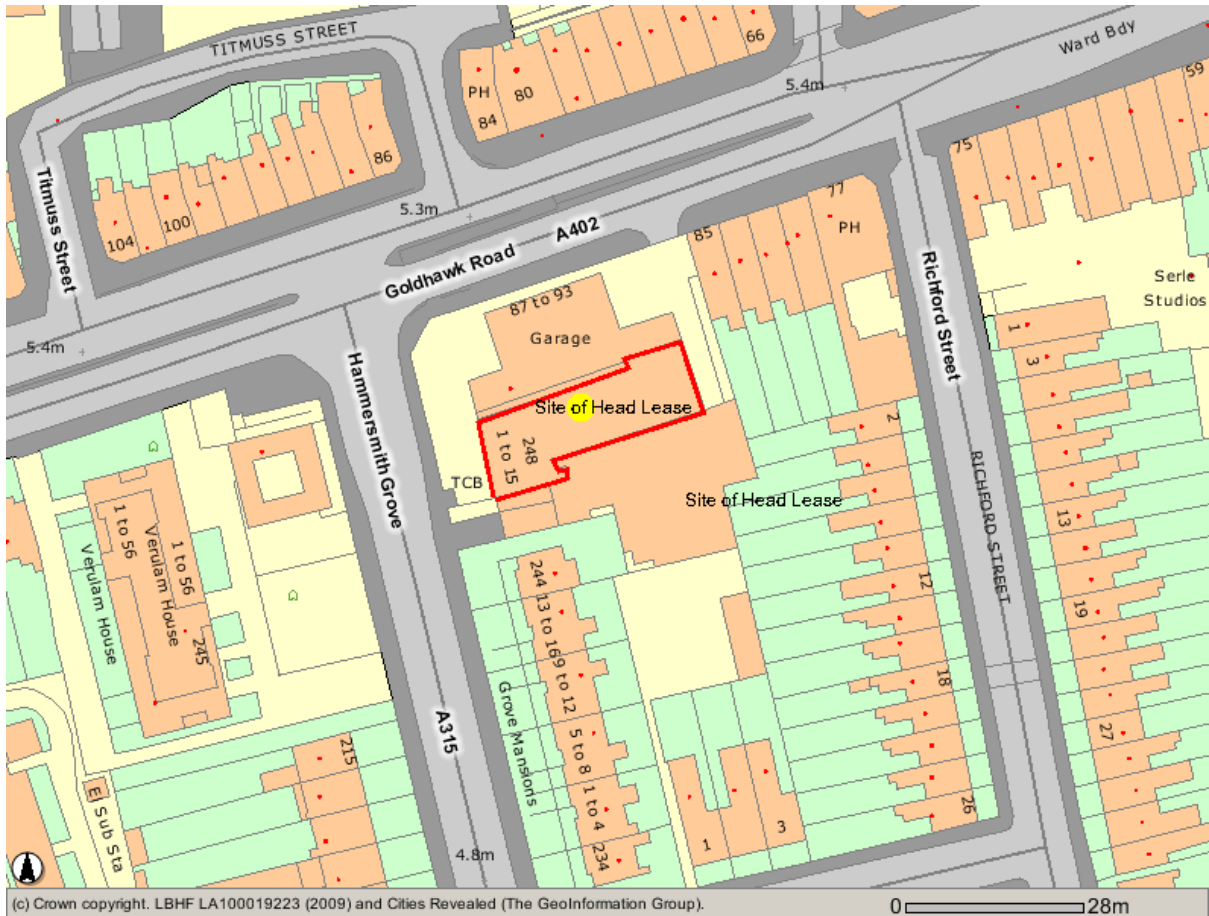 TITMUSS STREET
66
Ward Bdy
PH
80
84
5.4m
59
86
75
Titmuss Street
100
104
5.3m
77
PH
A402
85
Goldhawk Road
Richford Street
Serle
Studios
87 to 93
Garage
1
3
5.4m
Hammersmith Grove
Site of Head Lease
2
248
1 to 15
TCB
Site of Head Lease
RICHFORD STREET
13
1 to 56
1 to 56
Verulam House
Verulam House
245
244
13 to 16
9 to 12
5 to 8
1 to 4
234
Grove Mansions
12
19
18
A315
27
215
El Sub Sta
26
1
3
4.8m
(c) Crown copyright. LBHF LA100019223 (2009) and Cities Revealed (The GeoInformation Group).
0
28m